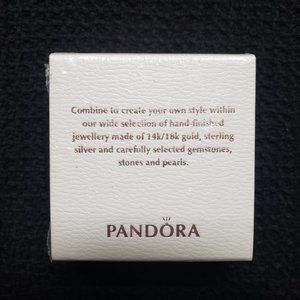 Combine to create your own style within
our wide selection of hand-finished
jewellery made of 14k/18k gold, sterling
silver and carefully selected gemstones,
stones and pearls.
PANDORA